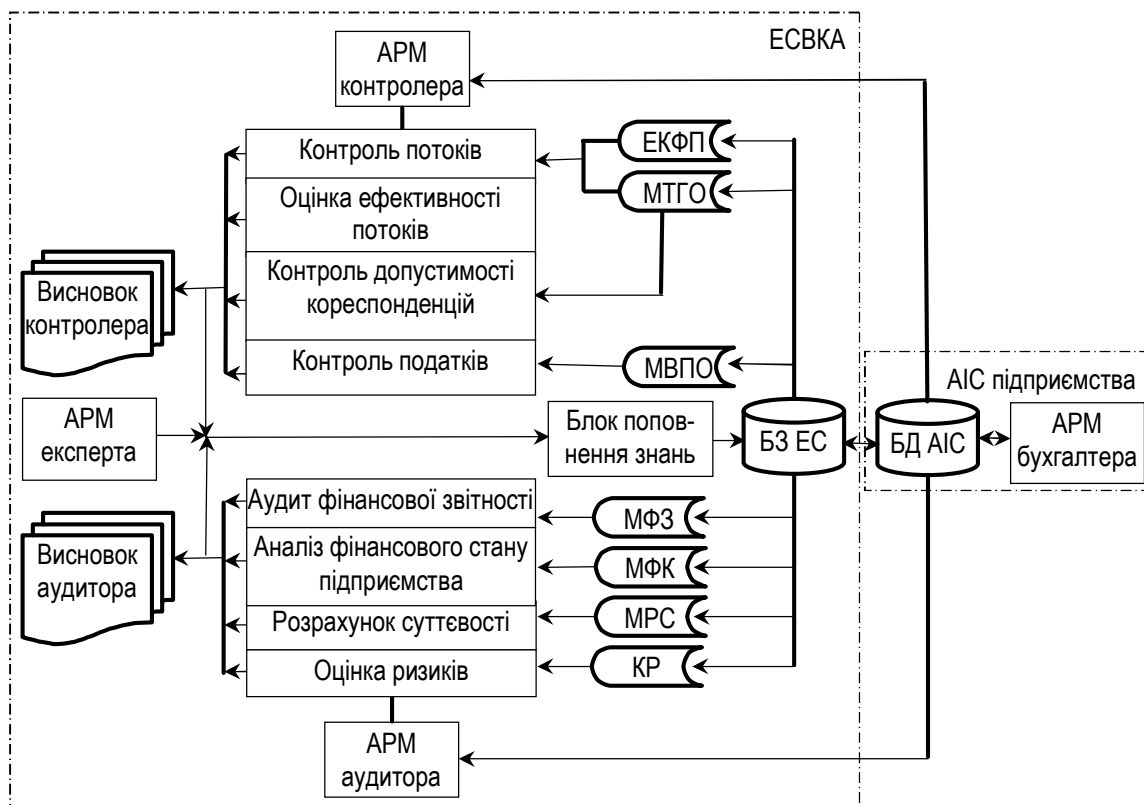 ЕСВКА
АРМ
контролера
Контроль потоків
Оцінка ефективності
потоків
Контроль допустимості
кореспонденцій
Контроль податків
ЕКФП
МТГО
МВПО
Висновок
контролера
АРМ
експерта
Блок попов-
нення знань
БЗ ЕС
АІС підприємства
БД АІС
АРМ
бухгалтера
Висновок
аудитора
Аудит фінансової звітності
Аналіз фінансового стану
підприємства
Розрахунок суттєвості
Оцінка ризиків
МФЗ
МФК
МРС
КР
АРМ
аудитора